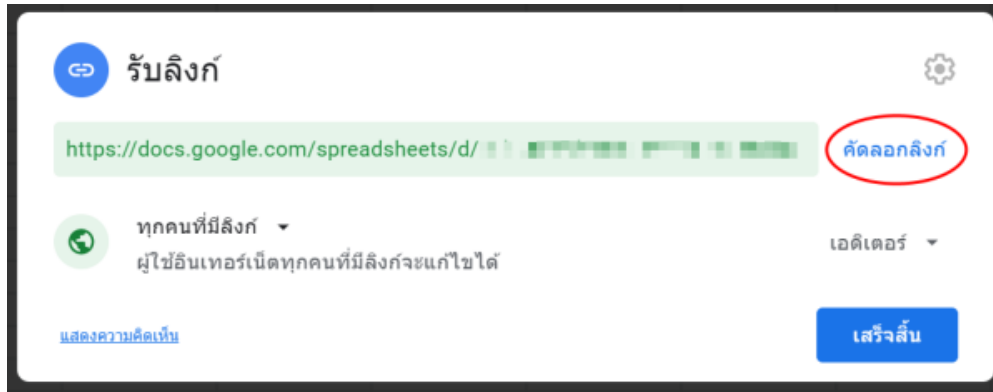 รับลิงก์
https://docs.google.com/spreadsheets/d/
คัดลอกลิงก์
ทุกคนที่มีลิงก์
ผู้ใช้อินเทอร์เน็ตทุกคนที่มีลิงก์จะแก้ไขได้
เอดิเตอร์
แสดงความคิดเห็น
เสร็จสิ้น